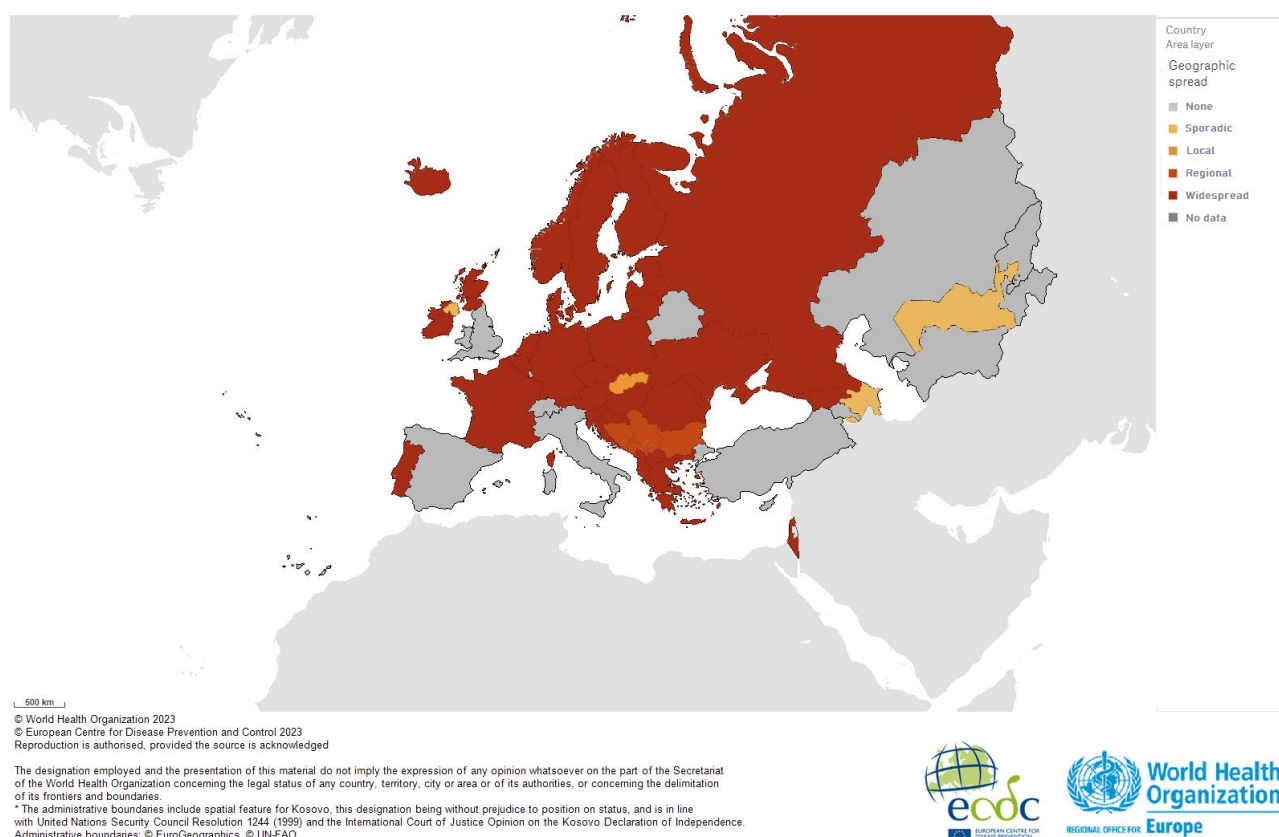 Country
Area layer
Geographic
spread
None
Sporadic
Local
Regional
Widespread
No data
500 km
© World Health Organization 2023
© European Centre for Disease Prevention and Control 2023
Reproduction is authorised, provided the source is acknowledged
The designation employed and the presentation of this material do not imply the expression of any opinion whatsoever on the part of the Secretariat
of the World Health Organization concerning the legal status of any country, territory, city or area or of its authorities, or concerning the delimitation
of its frontiers and boundaries.
* The administrative boundaries include spatial feature for Kosovo, this designation being without prejudice to position on status, and is in line
with United Nations Security Council Resolution 1244 (1999) and the International Court of Justice Opinion on the Kosovo Declaration of Independence.
Administrative boundaries: © EuroGeographics, © UN-FAO
ecdc
EUROPEAN CENTRE FOR
DISEASE PREVENTION
World Health
Organization
REGIONAL OFFICE FOR Europe